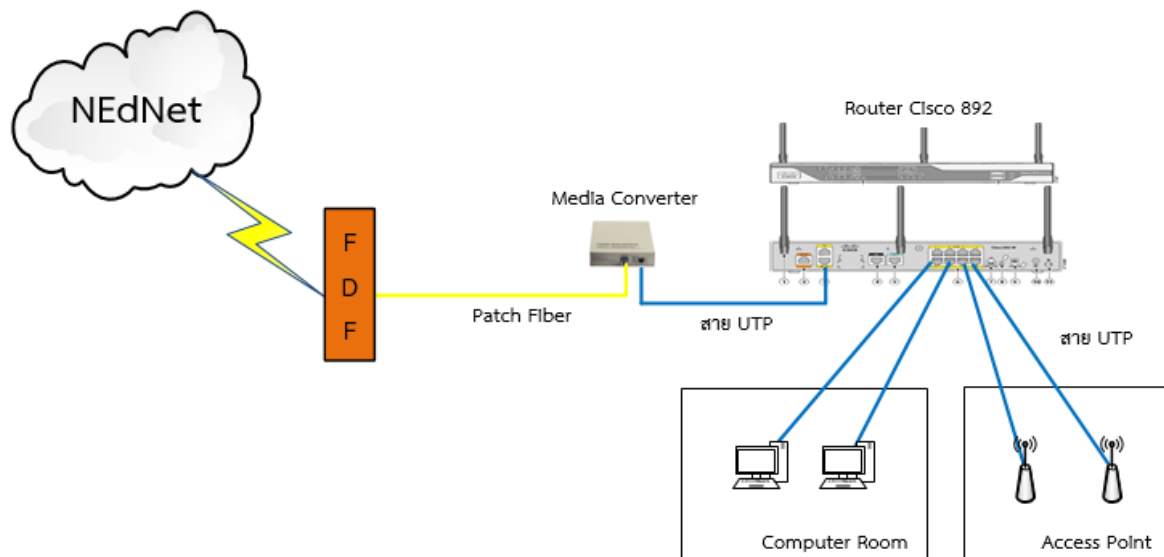 NEdNet
Router Cisco 892
Media Converter
F
D
F
Patch Fiber
สาย UTP
สาย UTP
Computer Room
Access Point